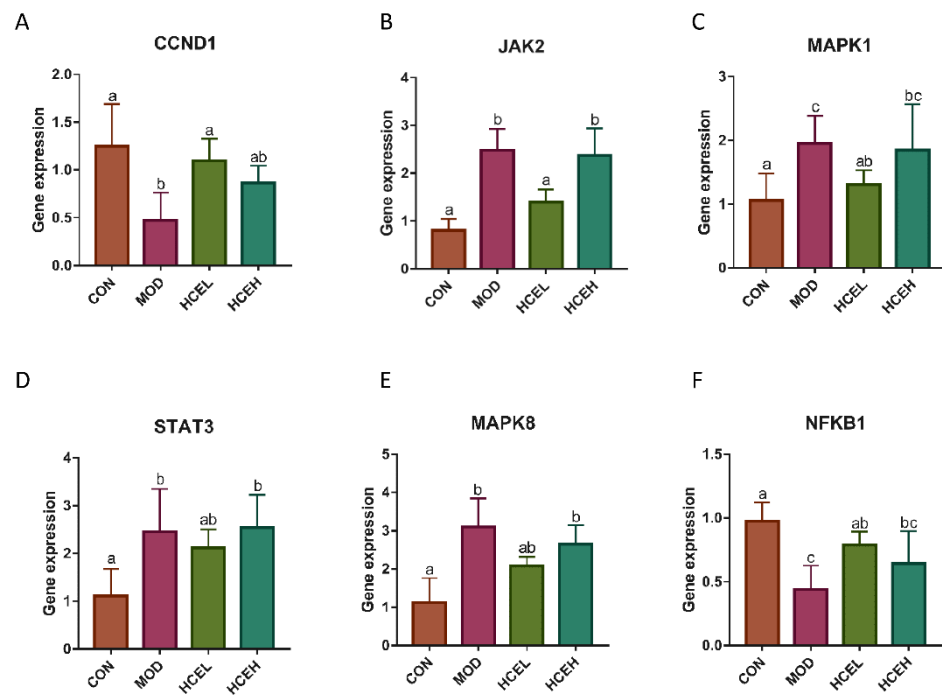 A
CCND1
Gene expression
2.0
1.5
1.0
0.5
0.0
a
b
a
ab
CON
MOD
HCEL
HCEH
B
JAK2
Gene expression
4
3
2
1
0
a
b
a
b
CON
MOD
HCEL
HCEH
C
MAPK1
Gene expression
3
2
1
0
a
c
ab
bc
CON
MOD
HCEL
HCEH
D
STAT3
Gene expression
4
3
2
1
0
a
b
ab
b
CON
MOD
HCEL
HCEH
E
MAPK8
Gene expression
5
4
3
2
1
0
a
b
ab
b
CON
MOD
HCEL
HCEH
F
NFKB1
Gene expression
1.5
1.0
0.5
0.0
a
c
ab
bc
CON
MOD
HCEL
HCEH